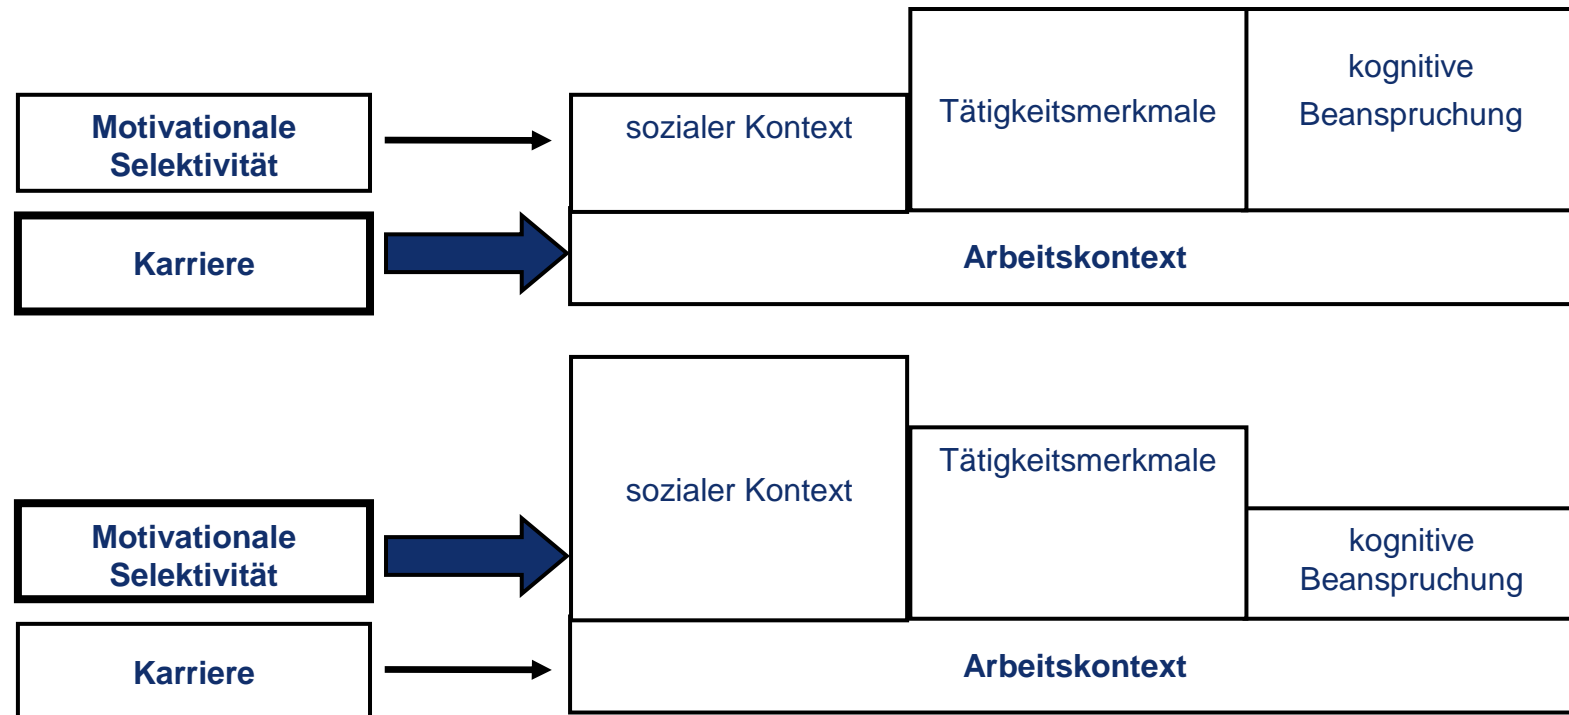 Motivationale
Selektivität
sozialer Kontext
Tätigkeitsmerkmale
kognitive
Beanspruchung
Karriere
Arbeitskontext
Motivationale
Selektivität
sozialer Kontext
Tätigkeitsmerkmale
kognitive
Beanspruchung
Karriere
Arbeitskontext